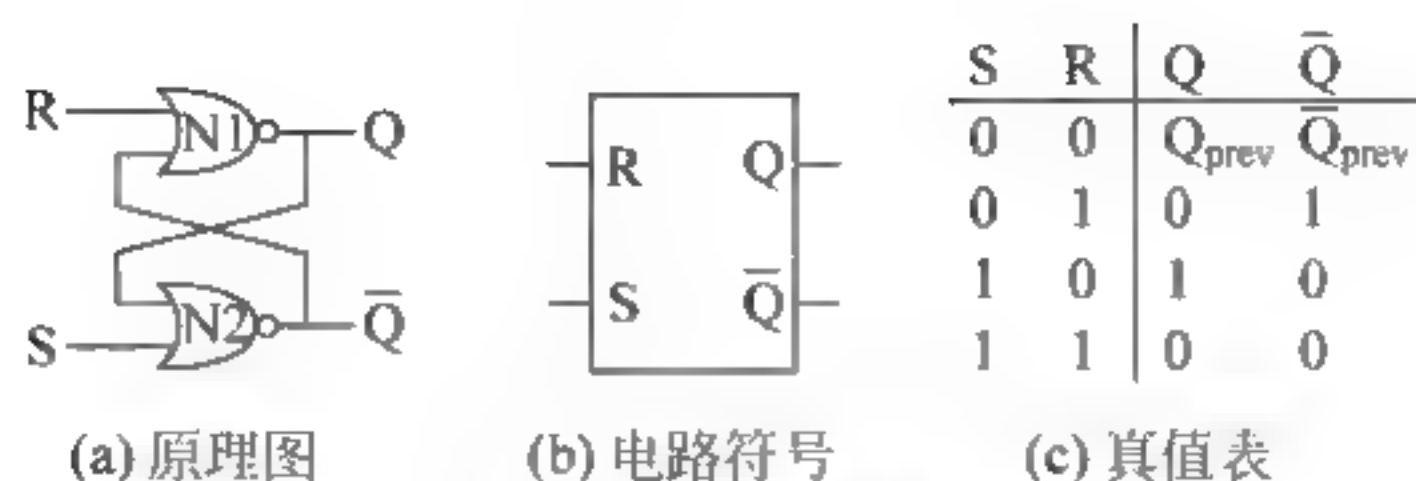 R N1 Q
N2 Q̅
S
(a) 原理图
R Q
S Q̅
(b) 电路符号
S R Q Q̅
0 0 Qprev Q̅prev
0 1 0 1
1 0 1 0
1 1 0 0
(c) 真值表